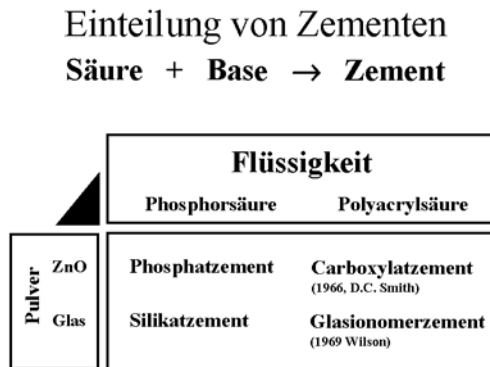 Einteilung von Zementen
Säure + Base → Zement
Flüssigkeit
Phosphorsäure Polyacrylsäure
Pulver
ZnO Phosphatzement Carboxylatzement
(1966, D.C. Smith)
Glas Silikatzement Glasionomerzement
(1969 Wilson)